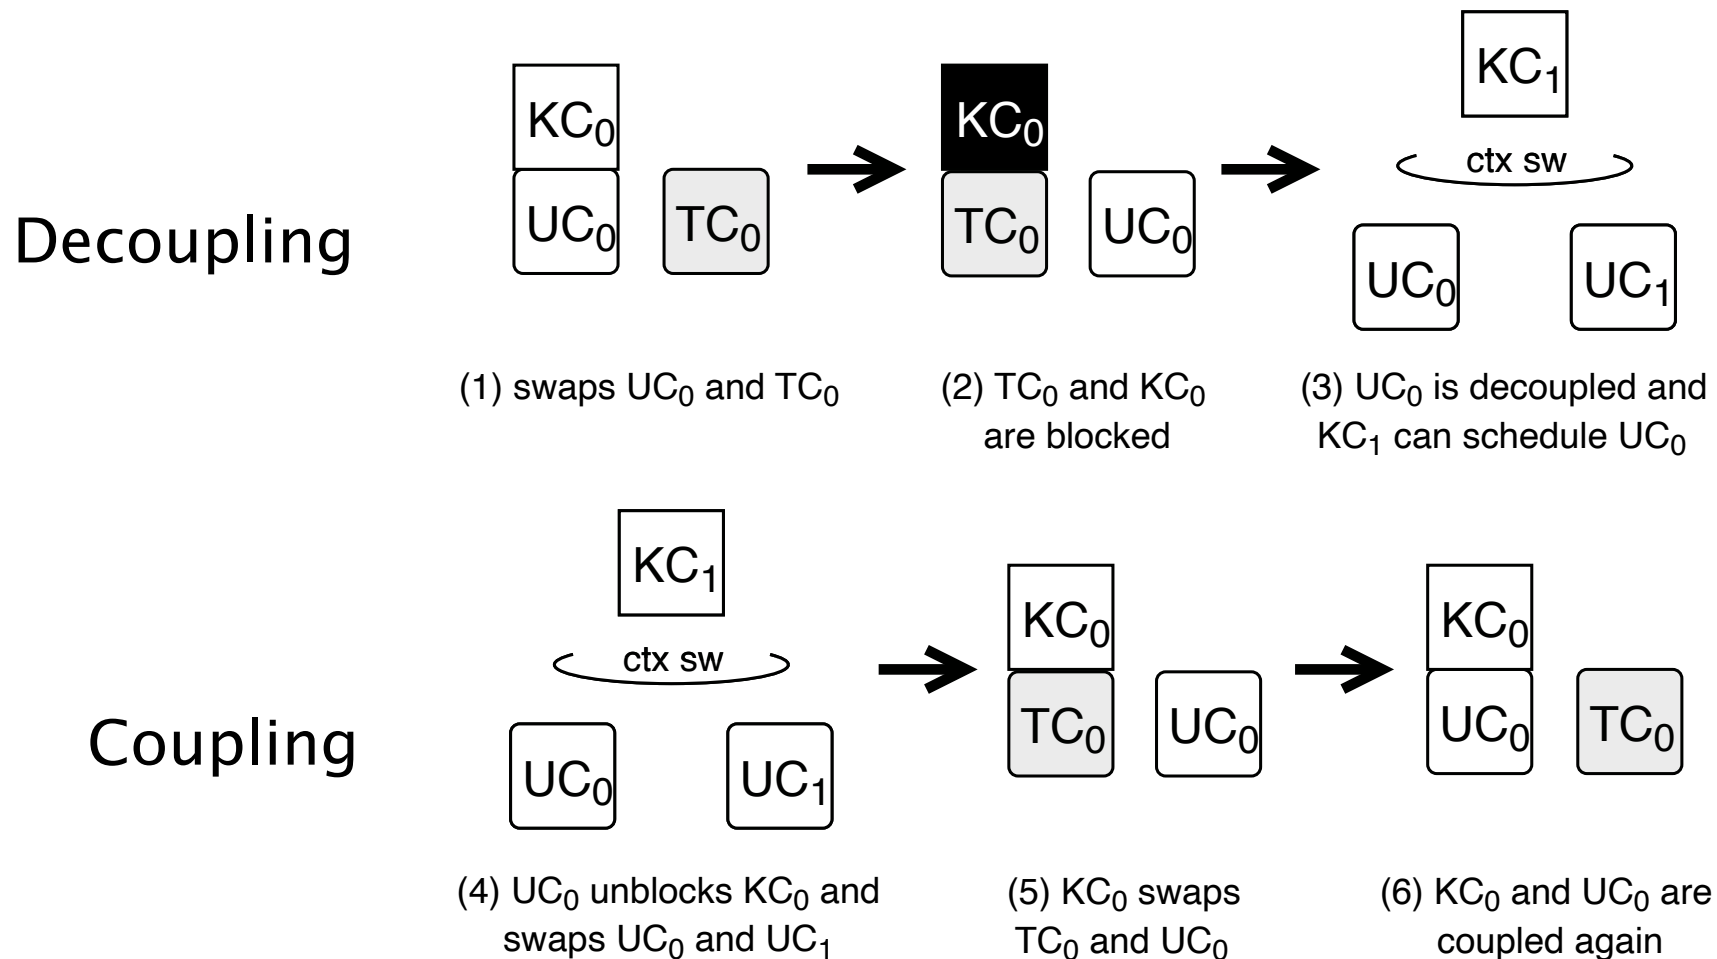 Decoupling
KC₀
UC₀ TC₀
(1) swaps UC₀ and TC₀
KC₀
TC₀ UC₀
(2) TC₀ and KC₀
are blocked
KC₁
ctx sw
UC₀ UC₁
(3) UC₀ is decoupled and
KC₁ can schedule UC₀
Coupling
KC₁
ctx sw
UC₀ UC₁
(4) UC₀ unblocks KC₀ and
swaps UC₀ and UC₁
KC₀
TC₀ UC₀
(5) KC₀ swaps
TC₀ and UC₀
KC₀
UC₀ TC₀
(6) KC₀ and UC₀ are
coupled again